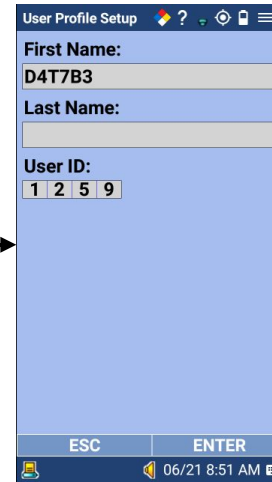 User Profile Setup ?
First Name:
D4T7B3
Last Name:
User ID:
1 2 5 9
ESC ENTER
06/21 8:51 AM